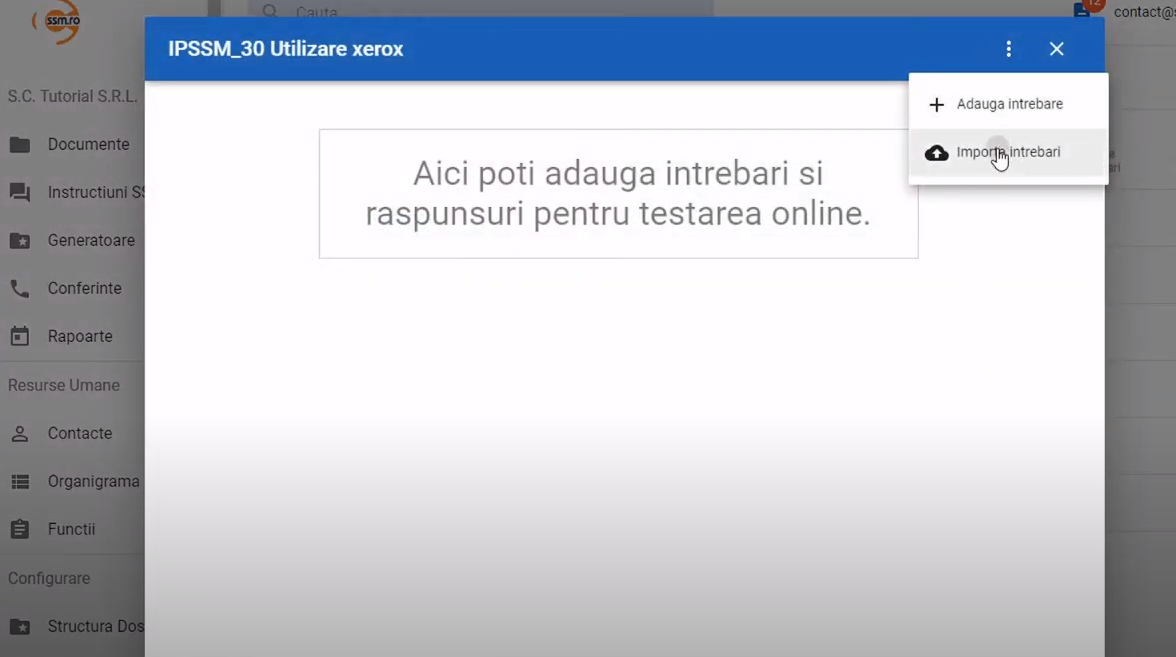 ssm.ro
Cauta
12
IPSSM_30 Utilizare xerox
S.C. Tutorial S.R.L.
Adauga intrebare
Documente
Importa intrebari
Aici poti adauga intrebari si
raspunsuri pentru testarea online.
Instructiuni SS
Generatoare
Conferinte
Rapoarte
Resurse Umane
Contacte
Organigrama
Functii
Configurare
Structura Dos